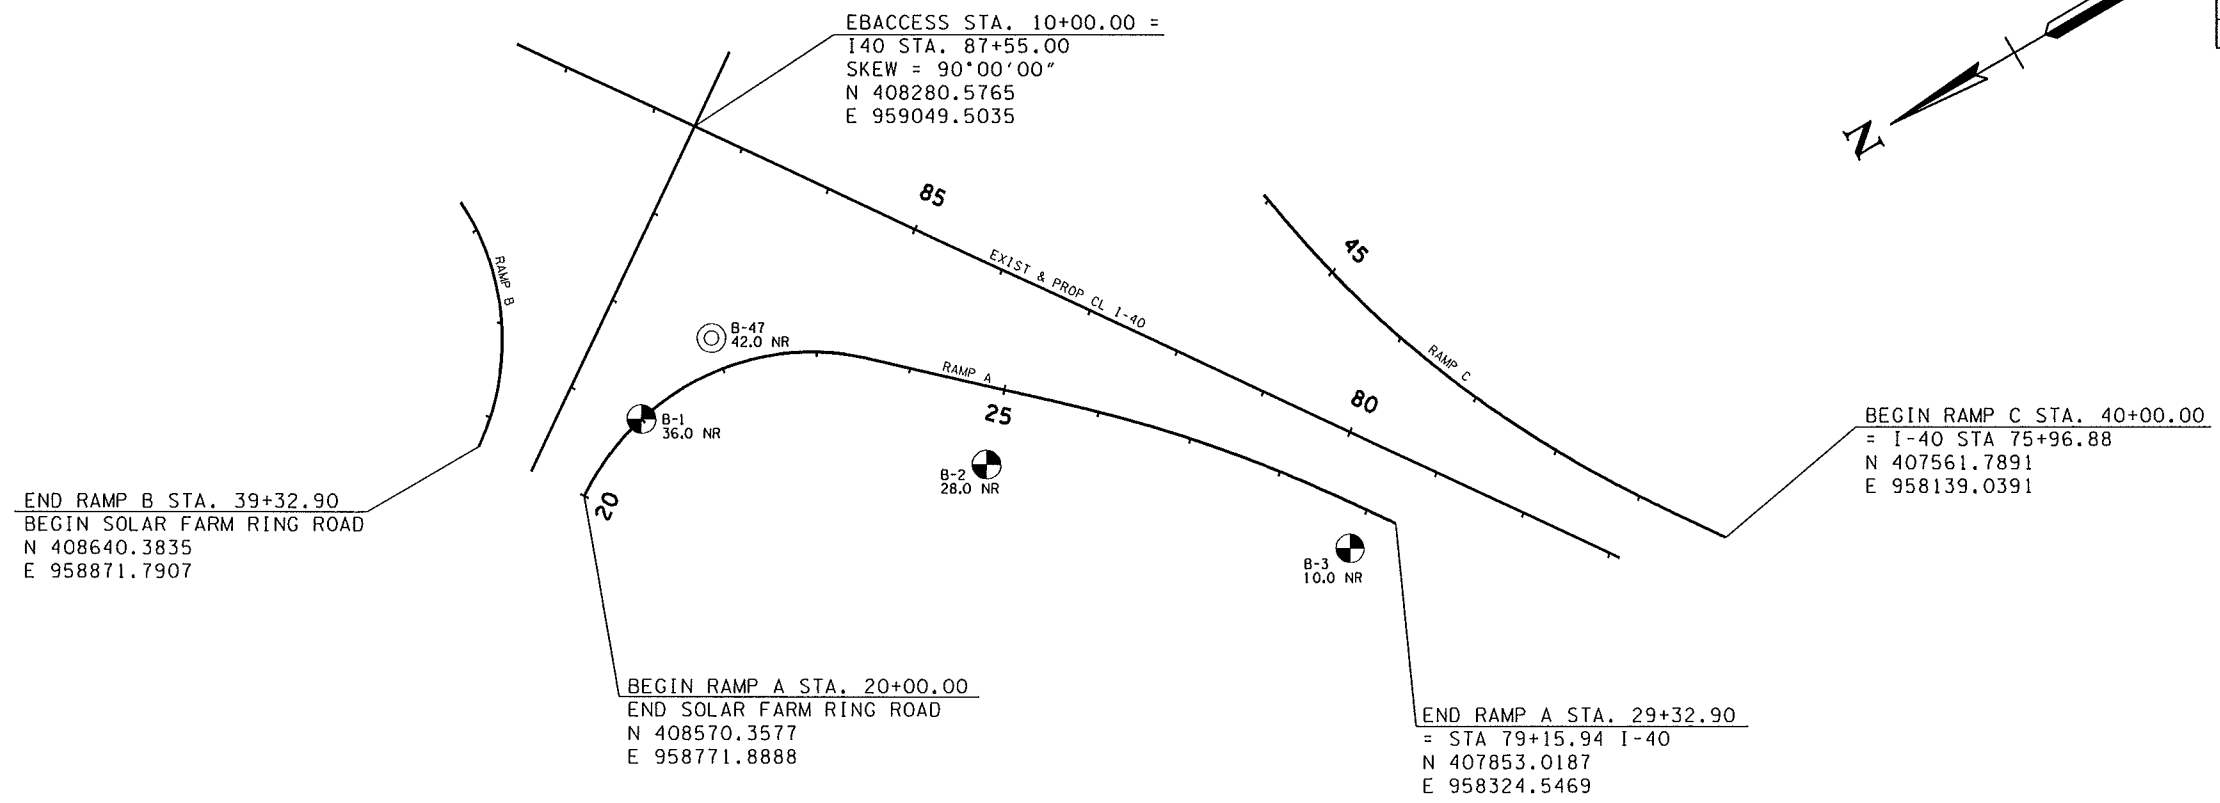 EBACCESS STA. 10+00.00 =
I40 STA. 87+55.00
SKEW = 90°00'00"
N 408280.5765
E 959049.5035
N
85
45
RAMP B
EXIST & PROP CL I-40
B-47
42.0 NR
RAMP A
RAMP C
25
80
B-1
36.0 NR
BEGIN RAMP C STA. 40+00.00
= I-40 STA 75+96.88
N 407561.7891
E 958139.0391
B-2
28.0 NR
20
END RAMP B STA. 39+32.90
BEGIN SOLAR FARM RING ROAD
N 408640.3835
E 958871.7907
B-3
10.0 NR
BEGIN RAMP A STA. 20+00.00
END SOLAR FARM RING ROAD
N 408570.3577
E 958771.8888
END RAMP A STA. 29+32.90
= STA 79+15.94 I-40
N 407853.0187
E 958324.5469